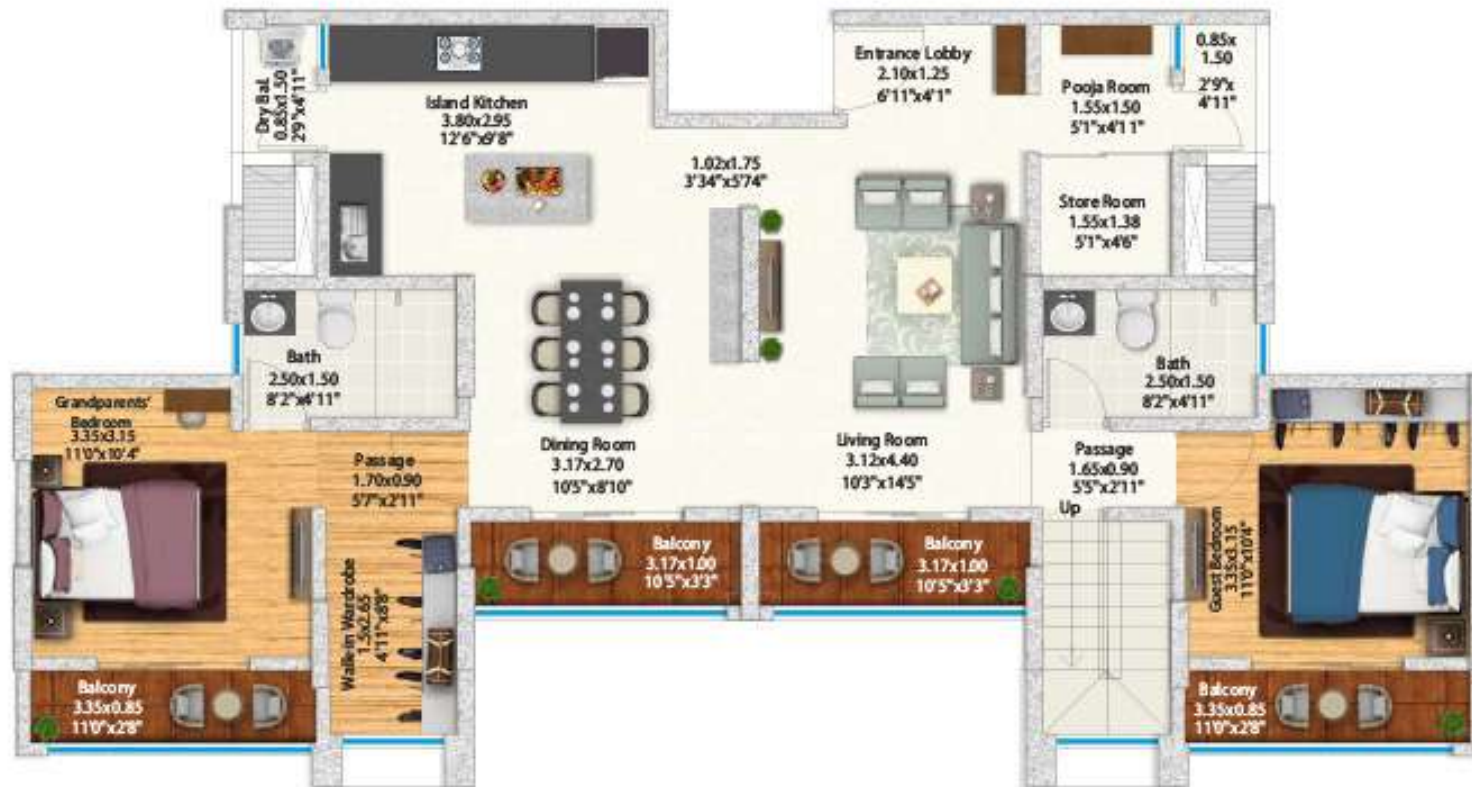 Dry Bal.
0.85x1.50
2'9"x4'11"
Island Kitchen
3.80x2.95
12'6"x9'8"
Entrance Lobby
2.10x1.25
6'11"x4'1"
Pooja Room
1.55x1.50
5'1"x4'11"
0.85x
1.50
2'9"x
4'11"
1.02x1.75
3'34"x5'74"
Store Room
1.55x1.38
5'1"x4'6"
Bath
2.50x1.50
8'2"x4'11"
Bath
2.50x1.50
8'2"x4'11"
Grandparents'
Bedroom
3.35x3.15
11'0"x10'4"
Passage
1.70x0.90
5'7"x2'11"
Dining Room
3.17x2.70
10'5"x8'10"
Living Room
3.12x4.40
10'3"x14'5"
Passage
1.65x0.90
5'5"x2'11"
Up
Guest Bedroom
3.35x3.15
11'0"x10'4"
Walk-in Wardrobe
1.5x2.65
4'11"x8'8"
Balcony
3.17x1.00
10'5"x3'3"
Balcony
3.17x1.00
10'5"x3'3"
Balcony
3.35x0.85
11'0"x2'8"
Balcony
3.35x0.85
11'0"x2'8"